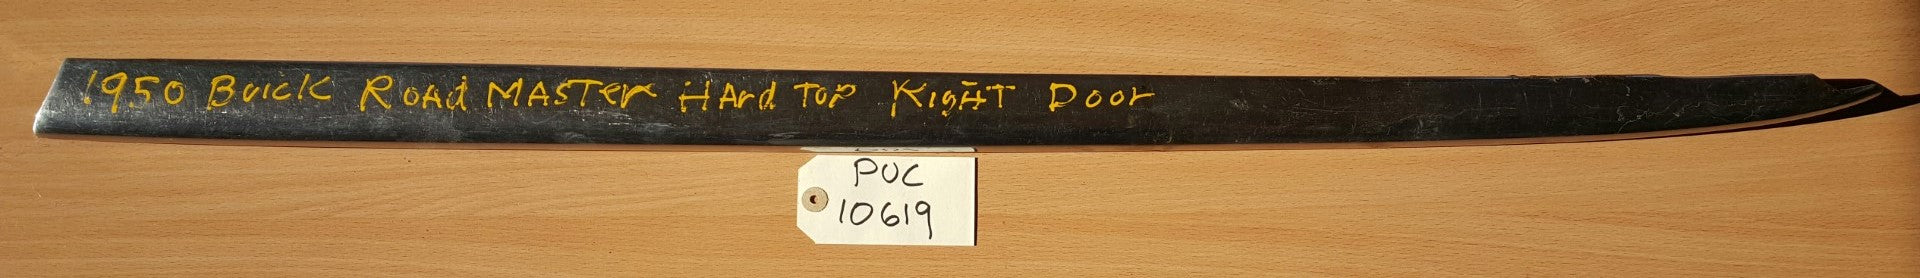 1950 Buick Road MASTer HArd Top Right Door
PUC
10619